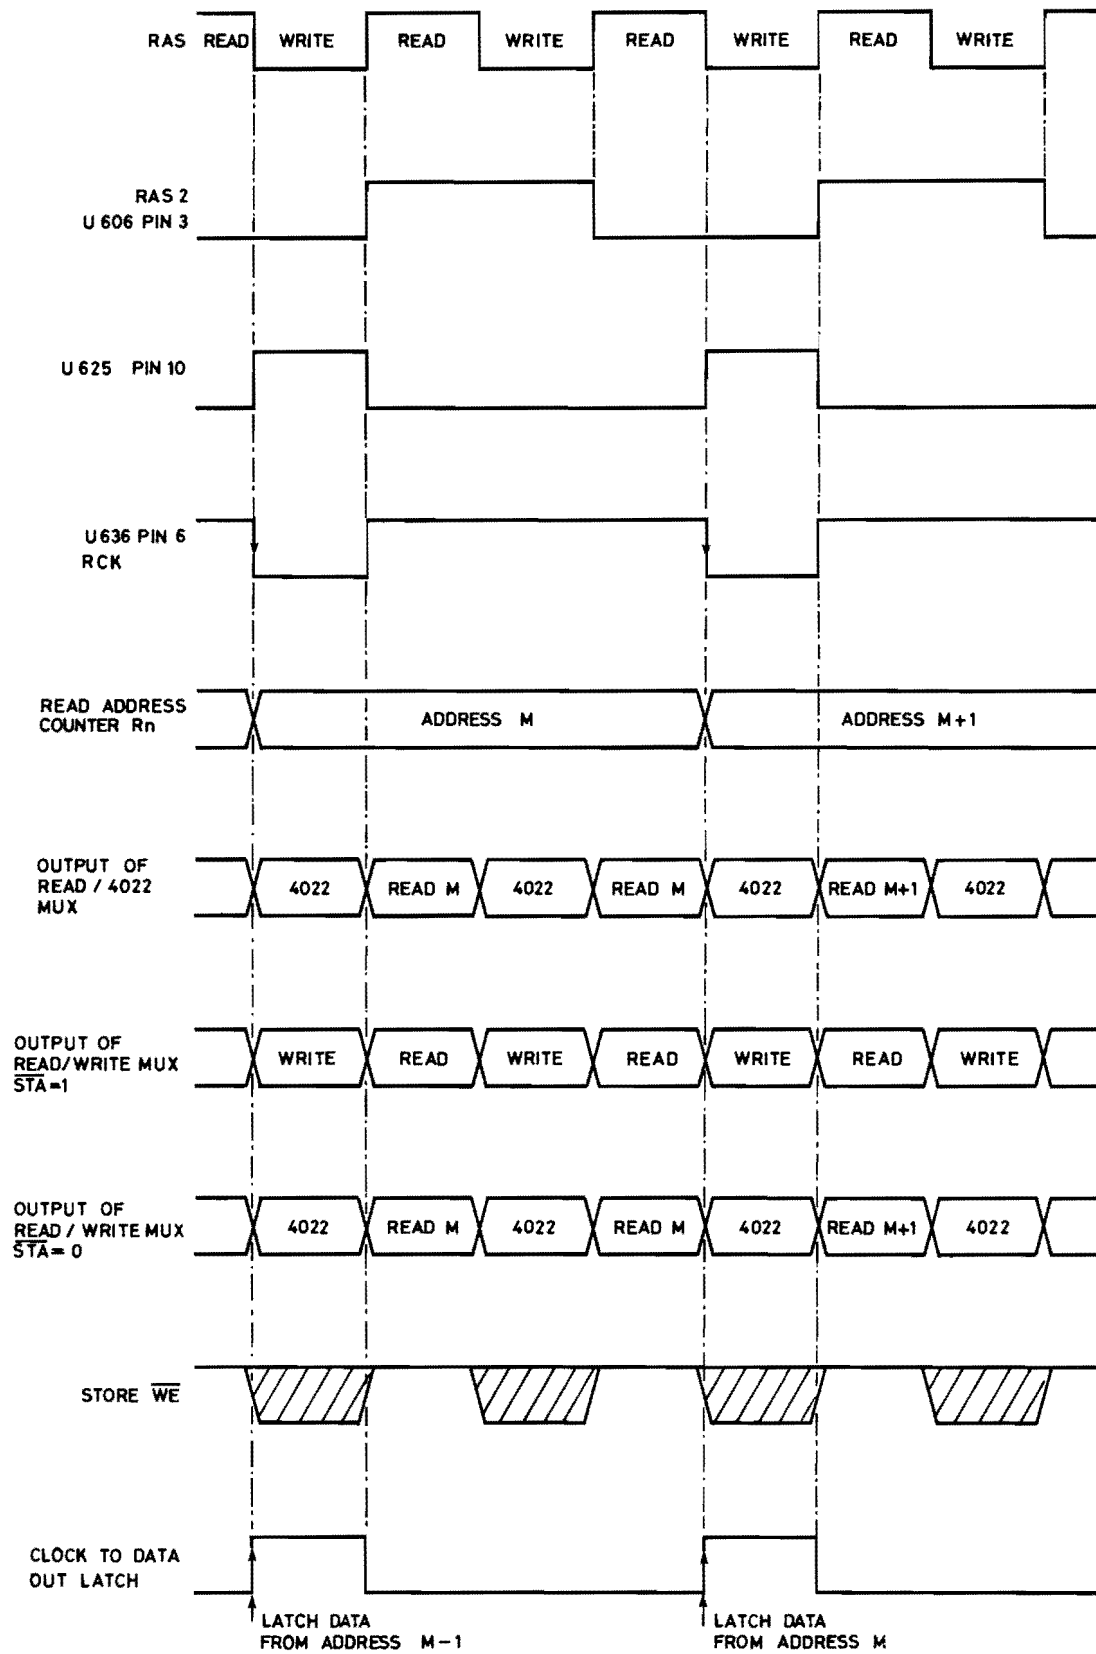 RAS READ WRITE READ WRITE READ WRITE READ WRITE
RAS 2
U 606 PIN 3
U 625 PIN 10
U636 PIN 6
RCK
READ ADDRESS
COUNTER Rn
ADDRESS M
ADDRESS M+1
OUTPUT OF
READ / 4022
MUX
4022 READ M 4022 READ M 4022 READ M+1 4022
OUTPUT OF
READ/WRITE MUX
S̅T̅A̅=1
WRITE READ WRITE READ WRITE READ WRITE
OUTPUT OF
READ / WRITE MUX
S̅T̅A̅= 0
4022 READ M 4022 READ M 4022 READ M+1 4022
STORE W̅E̅
CLOCK TO DATA
OUT LATCH
LATCH DATA
FROM ADDRESS M-1
LATCH DATA
FROM ADDRESS M